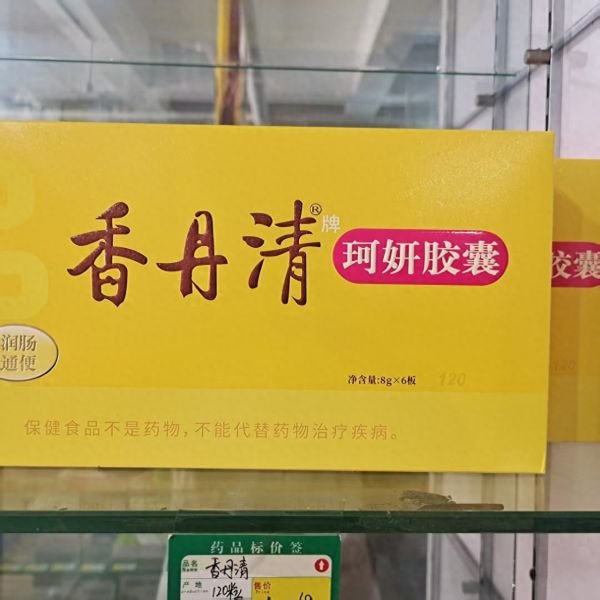 香丹清®牌
珂妍胶囊
胶囊
润肠
通便
净含量:8g×6板
120
120
保健食品不是药物，不能代替药物治疗疾病。
药品标价签
品名 香丹清
产地 120粒
production
售价
Price